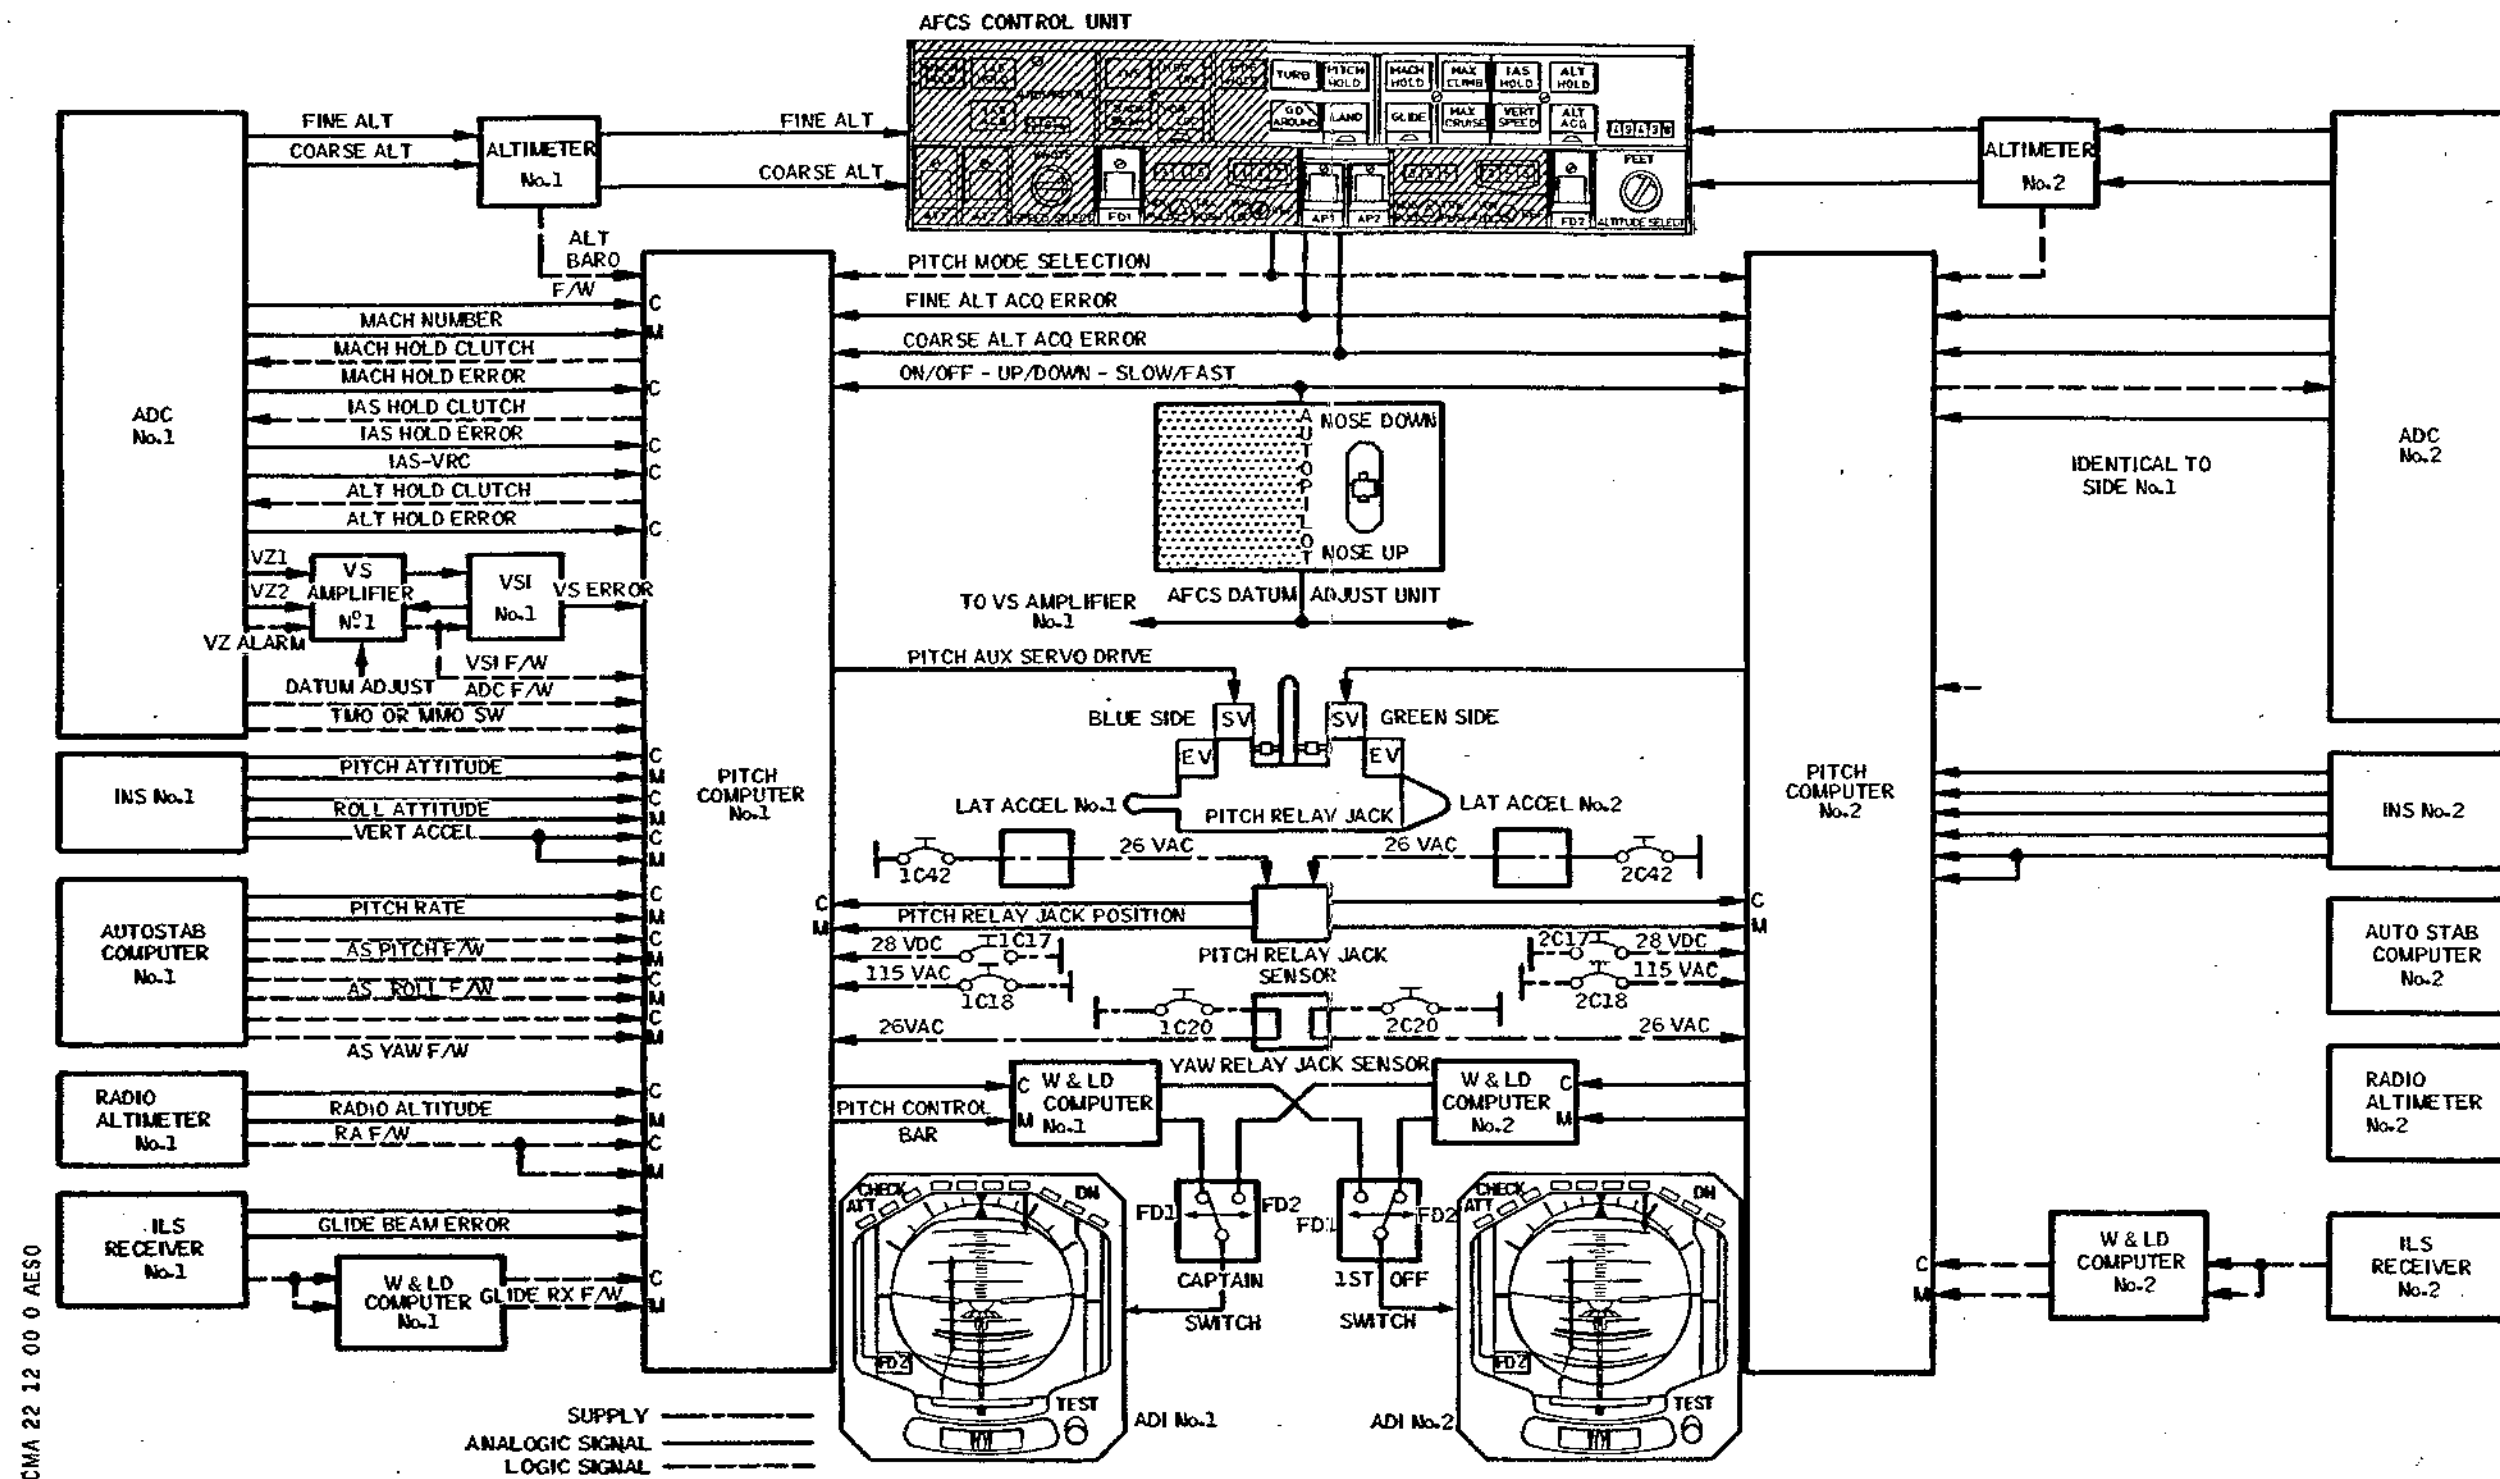 AFCS CONTROL UNIT
TURB
PITCH HOLD
MACH HOLD
MAX CLIMB
IAS HOLD
ALT HOLD
GO AROUND
LAND
GLIDE
MAX CRUISE
VERT SPEED
ALT ACQ
FEET
FD1
AP1
AP2
FD2
ALTITUDE SELECT
ADC
No.1
FINE ALT
COARSE ALT
ALTIMETER
No.1
FINE ALT
COARSE ALT
ALT
BARO
F/W
C
MACH NUMBER
M
MACH HOLD CLUTCH
MACH HOLD ERROR
C
IAS HOLD CLUTCH
IAS HOLD ERROR
C
IAS-VRC
C
ALT HOLD CLUTCH
ALT HOLD ERROR
C
VZ1
VZ2
VZ ALARM
VS
AMPLIFIER
Nº1
VSI
No.1
VS ERROR
VSI F/W
DATUM ADJUST
ADC F/W
TMO OR MMO SW
INS No.1
C
PITCH ATTITUDE
M
C
ROLL ATTITUDE
M
VERT ACCEL
C
M
AUTOSTAB
COMPUTER
No.1
C
PITCH RATE
M
C
AS PITCH F/W
M
C
AS ROLL F/W
M
C
M
AS YAW F/W
RADIO
ALTIMETER
No.1
C
RADIO ALTITUDE
M
RA F/W
C
M
ILS
RECEIVER
No.1
GLIDE BEAM ERROR
W & LD
COMPUTER
No.1
C
GLIDE RX F/W
M
PITCH
COMPUTER
No.1
PITCH MODE SELECTION
FINE ALT ACQ ERROR
COARSE ALT ACQ ERROR
ON/OFF - UP/DOWN - SLOW/FAST
AUTOPILOT
NOSE DOWN
NOSE UP
AFCS DATUM ADJUST UNIT
TO VS AMPLIFIER
No.1
PITCH AUX SERVO DRIVE
BLUE SIDE
SV
SV
GREEN SIDE
EV
EV
LAT ACCEL No.1
PITCH RELAY JACK
LAT ACCEL No.2
26 VAC
26 VAC
1C42
2C42
C
PITCH RELAY JACK POSITION
C
M
M
28 VDC
1C17
PITCH RELAY JACK
SENSOR
2C17
28 VDC
115 VAC
1C18
2C18
115 VAC
1C20
2C20
26VAC
26 VAC
YAW RELAY JACK SENSOR
PITCH CONTROL
BAR
C
M
W & LD
COMPUTER
No.1
W & LD
COMPUTER
No.2
C
M
CHECK
ATT
DH
FD2
TEST
ADI No.1
FD1
FD2
CAPTAIN
SWITCH
FD1
FD2
1ST OFF
SWITCH
CHECK
ATT
DH
FD2
TEST
ADI No.2
PITCH
COMPUTER
No.2
ALTIMETER
No.2
ADC
No.2
IDENTICAL TO
SIDE No.1
INS No.2
AUTO STAB
COMPUTER
No.2
RADIO
ALTIMETER
No.2
C
M
W & LD
COMPUTER
No.2
ILS
RECEIVER
No.2
SUPPLY
ANALOGIC SIGNAL
LOGIC SIGNAL
CMA 22 12 00 0 AES0